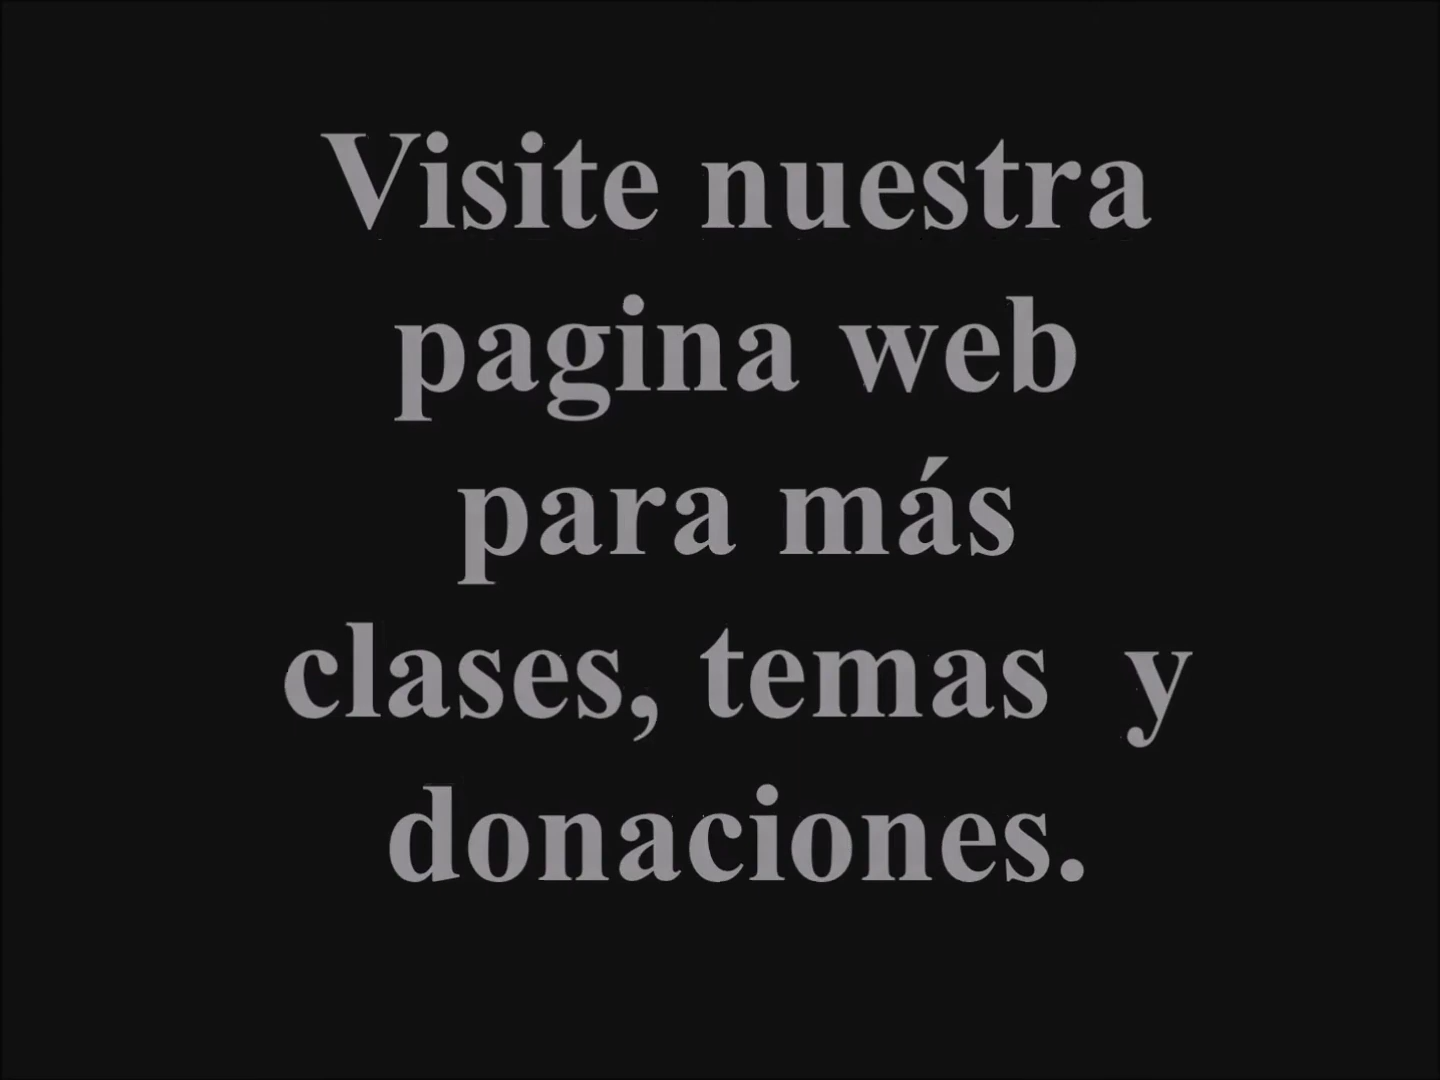 Visite nuestra
pagina web
para más
clases, temas  y
donaciones.